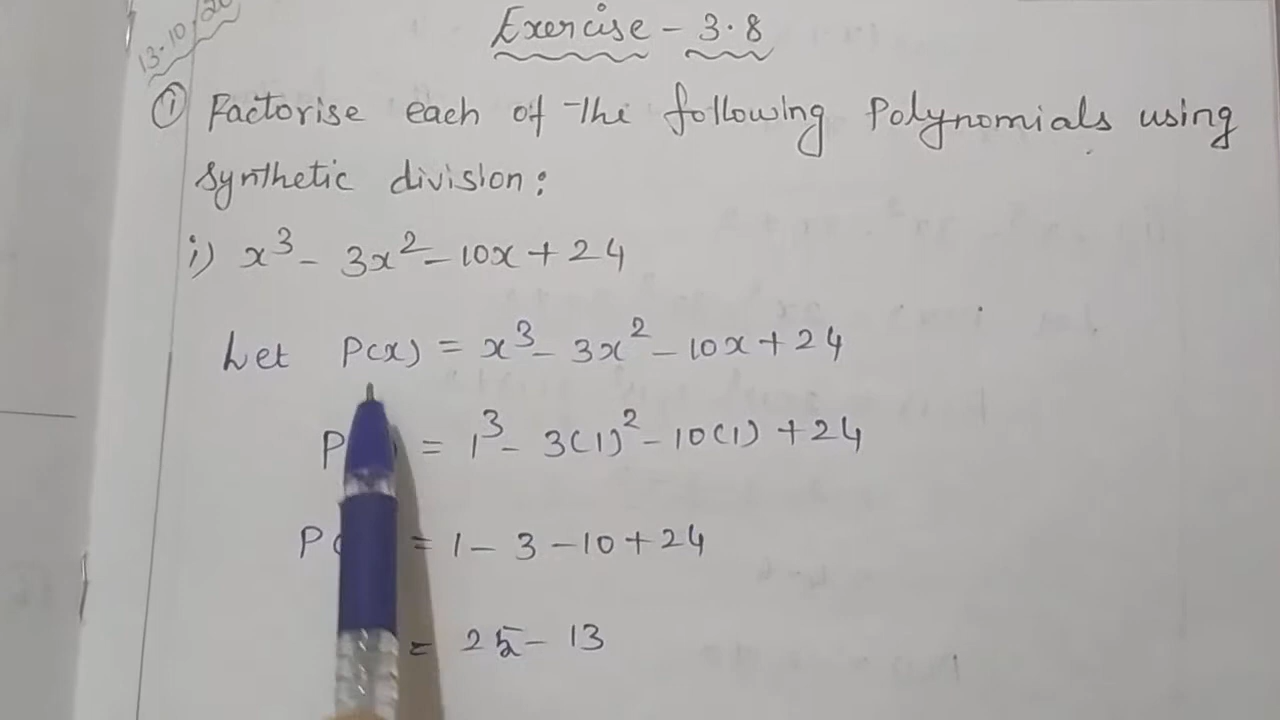 13.10/20
Exercise - 3.8
① Factorise each of the following Polynomials using
synthetic division:
i) x³ - 3x² - 10x + 24
Let P(x) = x³ - 3x² - 10x + 24
P = 1³ - 3(1)² - 10(1) + 24
P( = 1 - 3 - 10 + 24
= 25 - 13